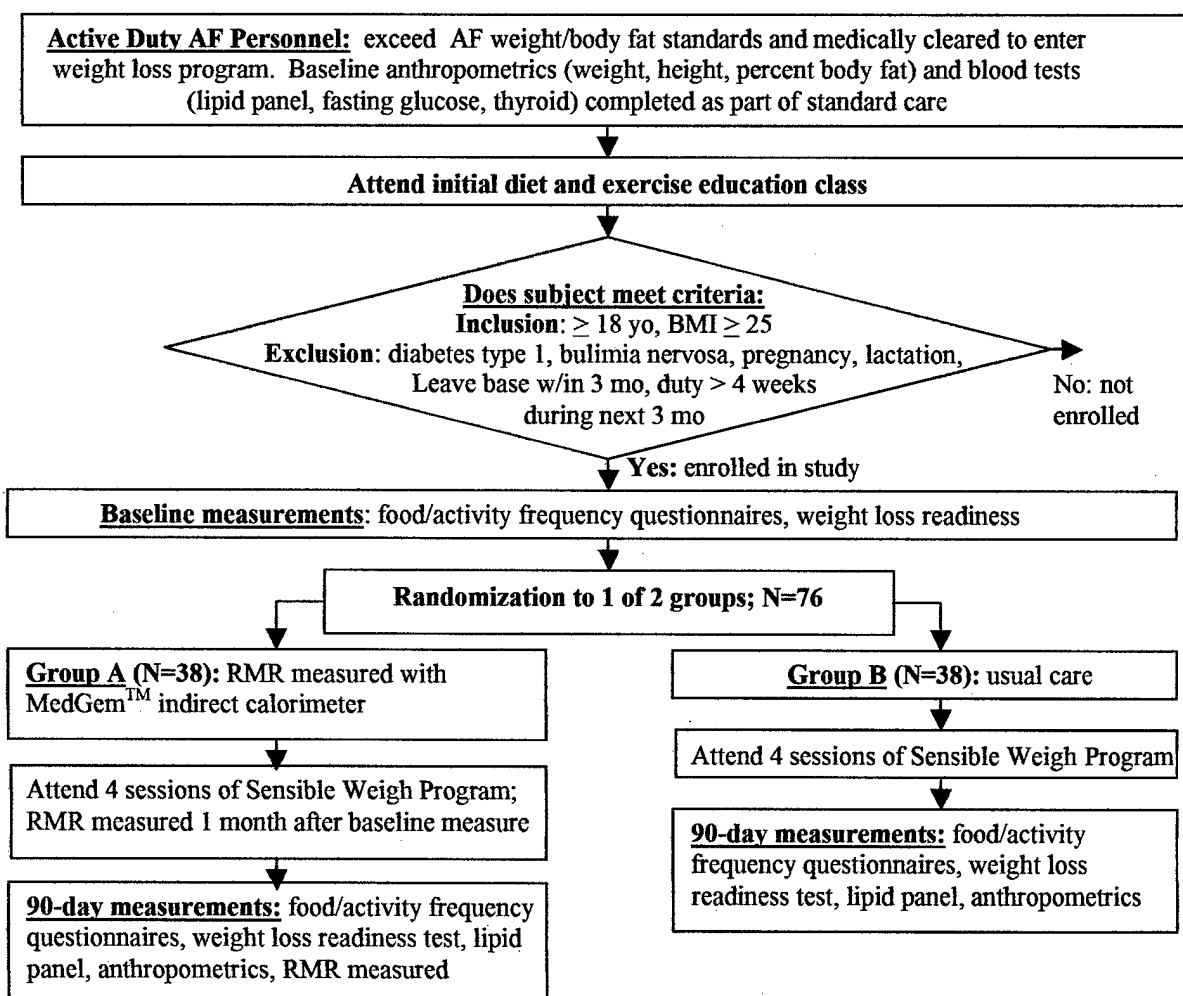 Active Duty AF Personnel: exceed AF weight/body fat standards and medically cleared to enter
weight loss program. Baseline anthropometrics (weight, height, percent body fat) and blood tests
(lipid panel, fasting glucose, thyroid) completed as part of standard care
Attend initial diet and exercise education class
Does subject meet criteria:
Inclusion: ≥ 18 yo, BMI ≥ 25
Exclusion: diabetes type 1, bulimia nervosa, pregnancy, lactation,
Leave base w/in 3 mo, duty > 4 weeks
during next 3 mo
No: not
enrolled
Yes: enrolled in study
Baseline measurements: food/activity frequency questionnaires, weight loss readiness
Randomization to 1 of 2 groups; N=76
Group A (N=38): RMR measured with
MedGem™ indirect calorimeter
Attend 4 sessions of Sensible Weigh Program;
RMR measured 1 month after baseline measure
90-day measurements: food/activity frequency
questionnaires, weight loss readiness test, lipid
panel, anthropometrics, RMR measured
Group B (N=38): usual care
Attend 4 sessions of Sensible Weigh Program
90-day measurements: food/activity
frequency questionnaires, weight loss
readiness test, lipid panel, anthropometrics